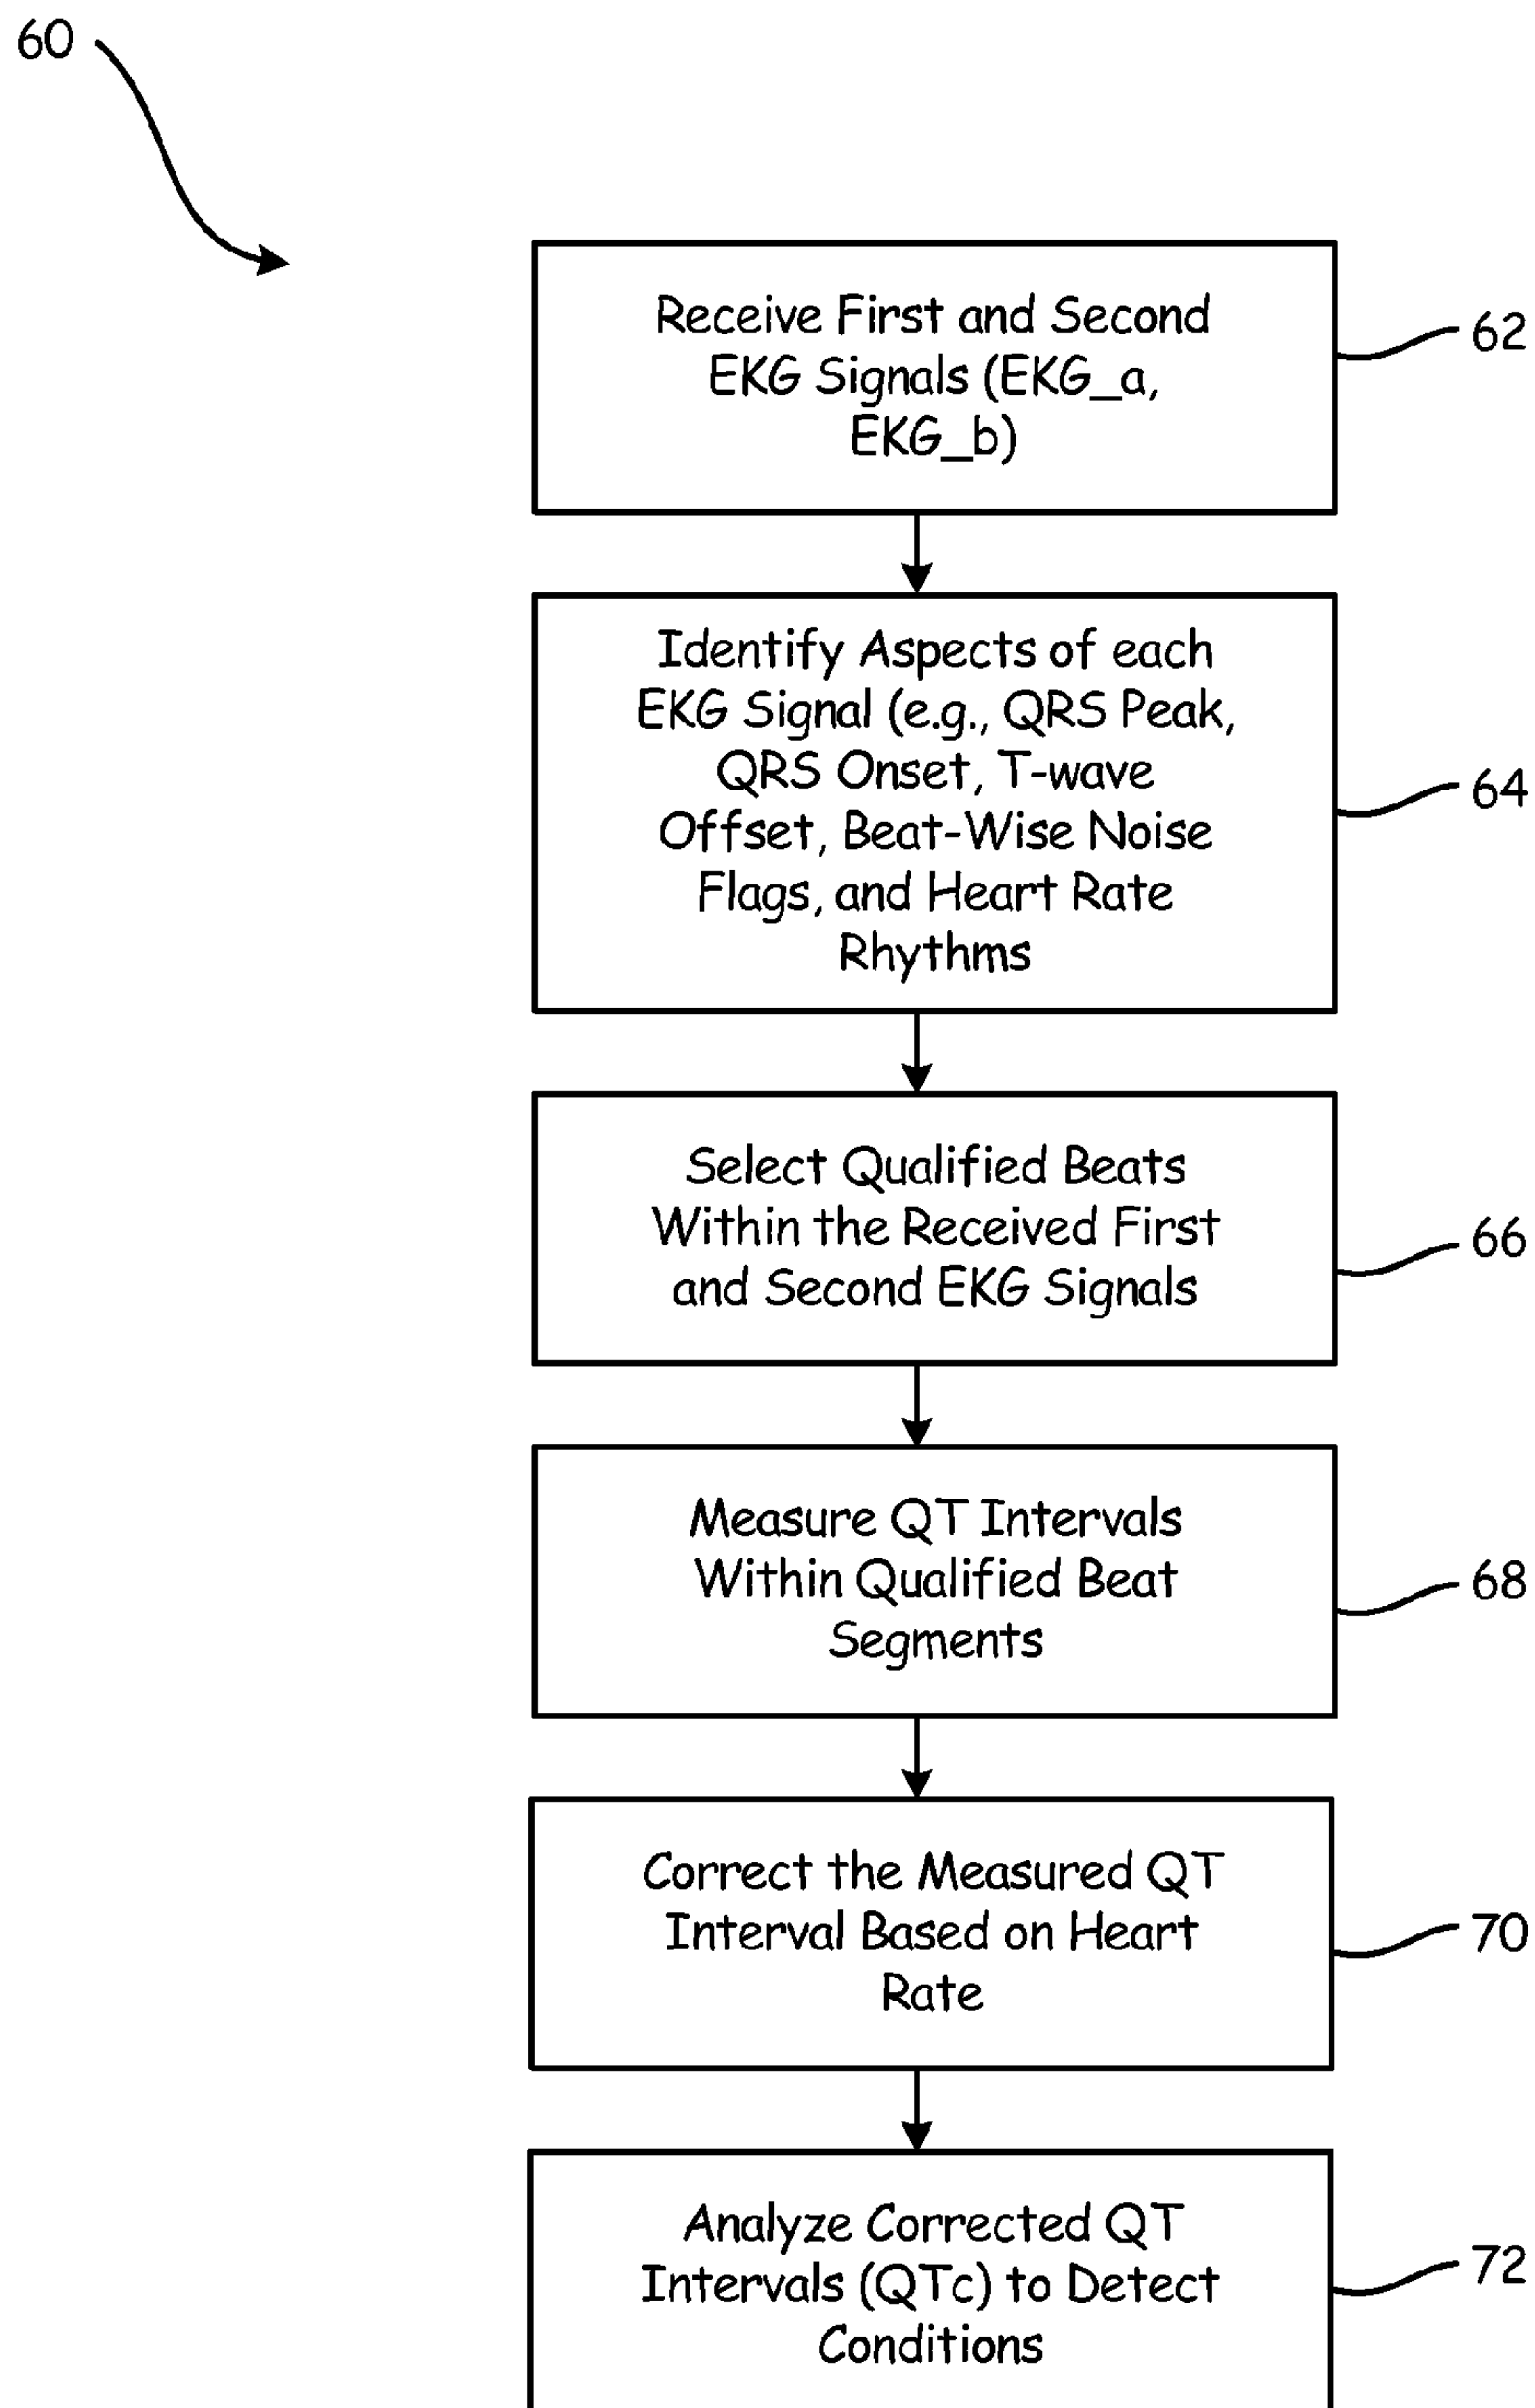 60
Receive First and Second
EKG Signals (EKG_a,
EKG_b)
62
Identify Aspects of each
EKG Signal (e.g., QRS Peak,
QRS Onset, T-wave
Offset, Beat-Wise Noise
Flags, and Heart Rate
Rhythms
64
Select Qualified Beats
Within the Received First
and Second EKG Signals
66
Measure QT Intervals
Within Qualified Beat
Segments
68
Correct the Measured QT
Interval Based on Heart
Rate
70
Analyze Corrected QT
Intervals (QTc) to Detect
Conditions
72